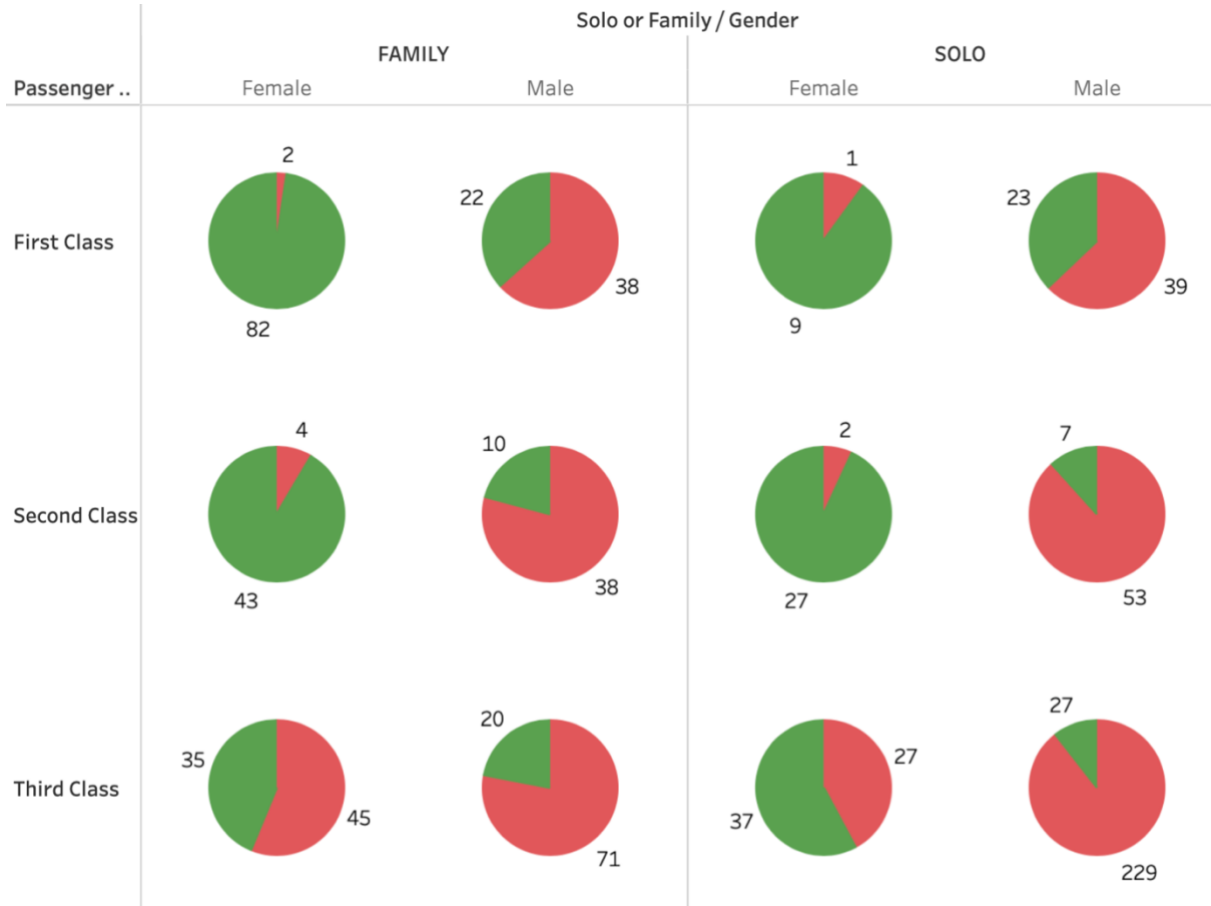 Solo or Family / Gender
FAMILY SOLO
Passenger .. Female Male Female Male
2 1
22 23
First Class
38 39
82 9
4 2
10 7
Second Class
38 53
43 27
20 27
35 27
Third Class
45 37
71 229